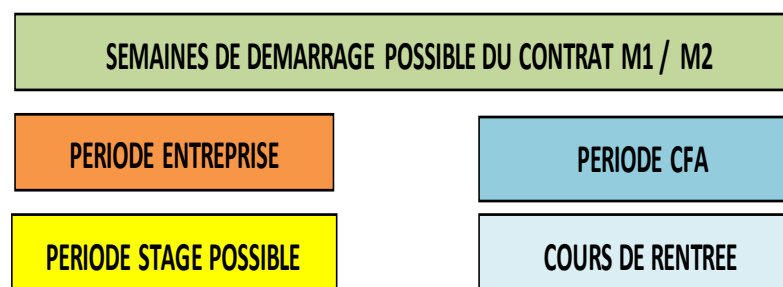 SEMAINES DE DEMARRAGE POSSIBLE DU CONTRAT M1 / M2
PERIODE ENTREPRISE
PERIODE CFA
PERIODE STAGE POSSIBLE
COURS DE RENTREE